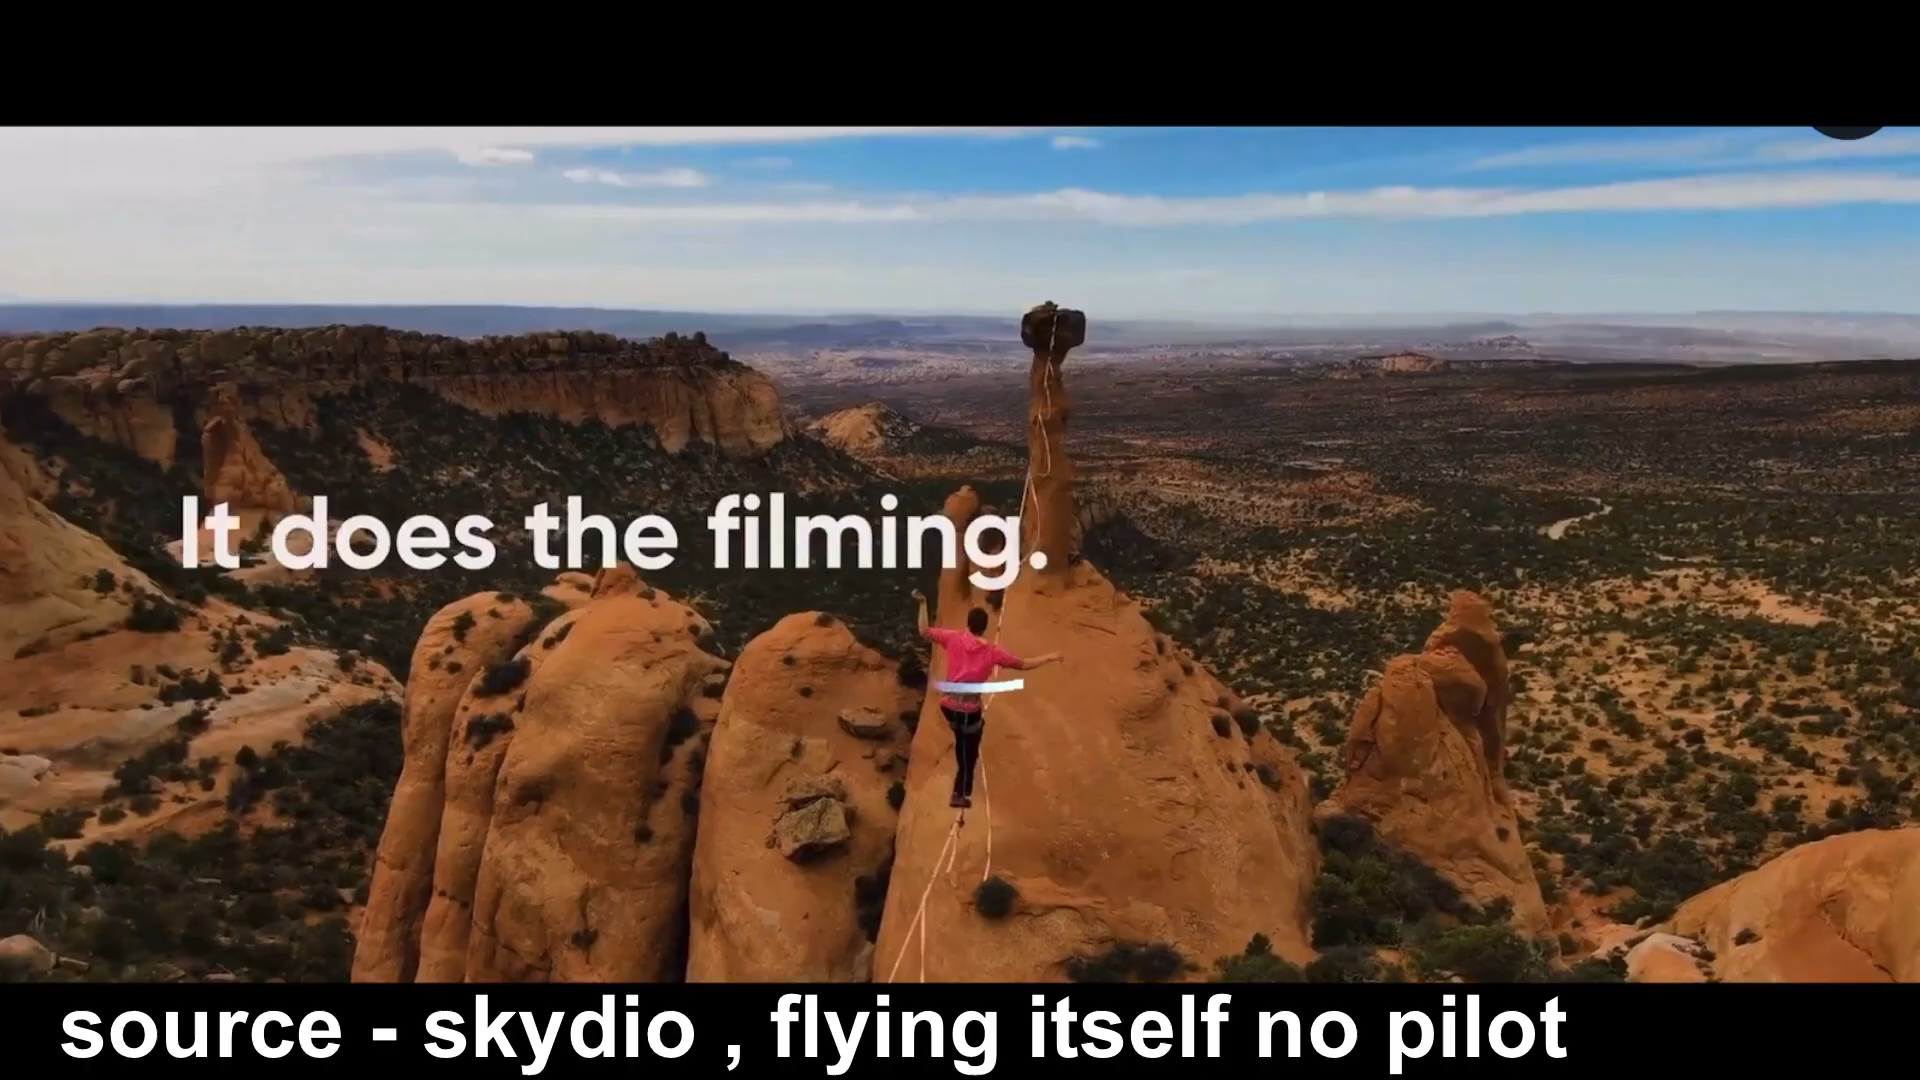 It does the filming.
source - skydio , flying itself no pilot